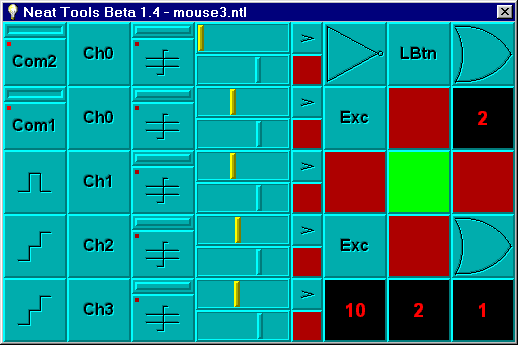 Neat Tools Beta 1.4 - mouse3.ntl
Com2 Ch0 > LBtn
Com1 Ch0 > Exc 2
Ch1 >
Ch2 > Exc
Ch3 > 10 2 1